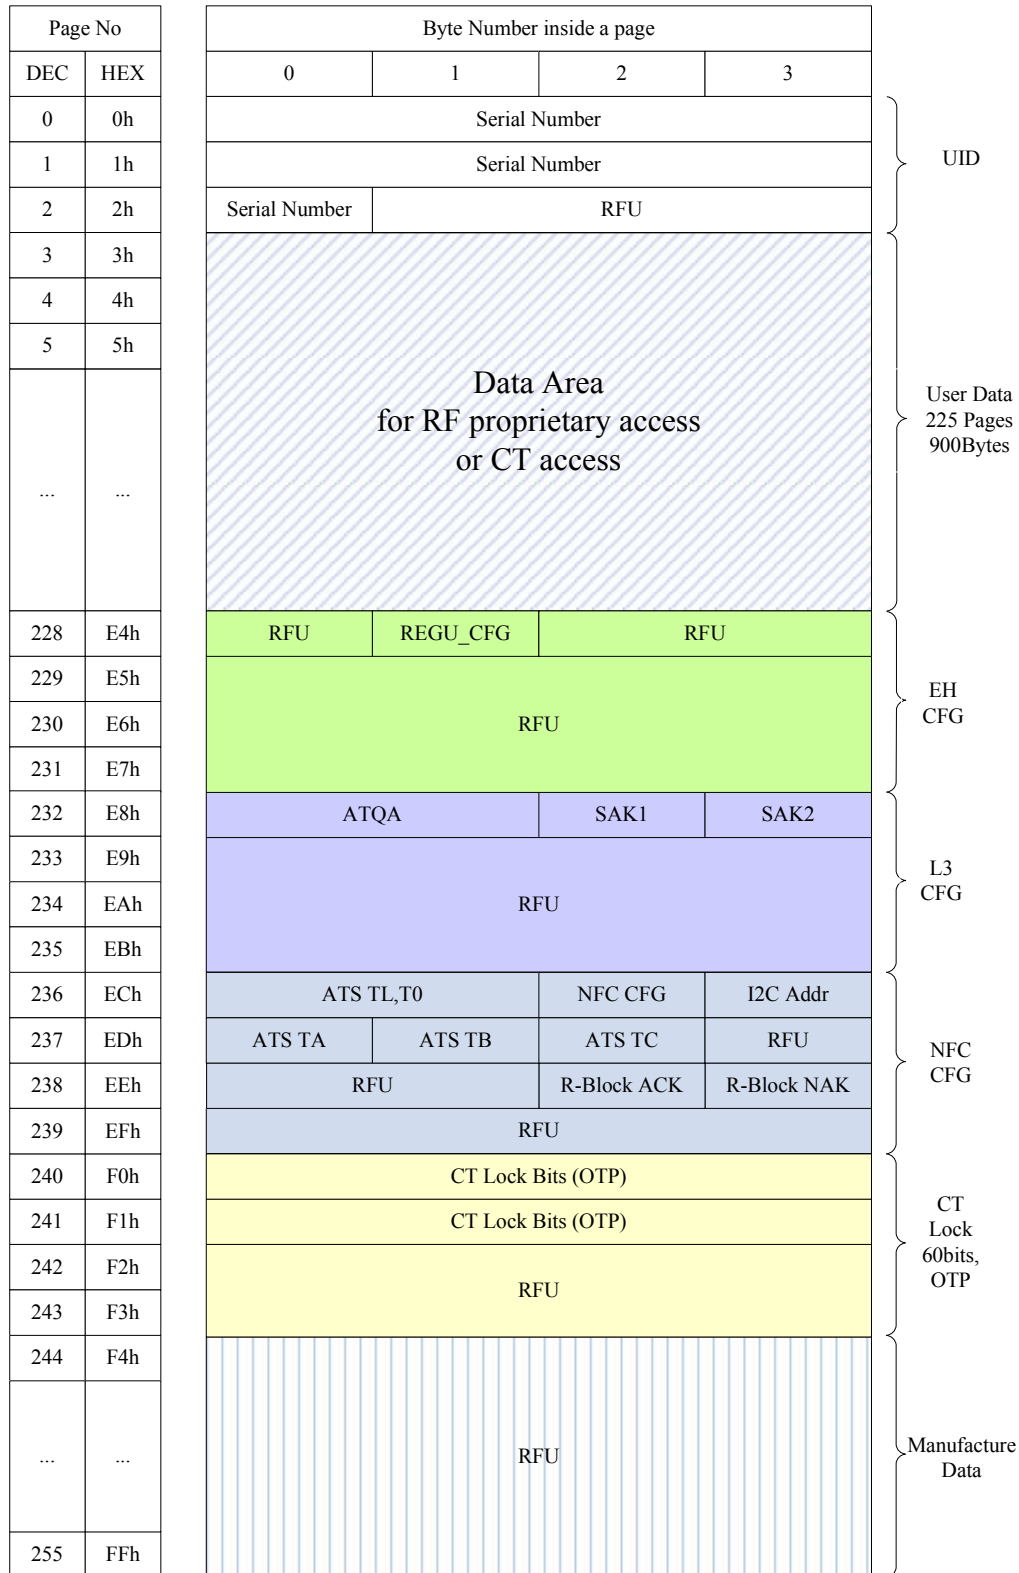 Page No
Byte Number inside a page
DEC HEX 0 1 2 3
0 0h Serial Number
1 1h Serial Number
UID
2 2h Serial Number RFU
3 3h
4 4h
5 5h
Data Area
for RF proprietary access
or CT access
User Data
225 Pages
900Bytes
... ...
228 E4h RFU REGU_CFG RFU
229 E5h
230 E6h RFU
231 E7h
EH
CFG
232 E8h ATQA SAK1 SAK2
233 E9h
234 EAh RFU
235 EBh
L3
CFG
236 ECh ATS TL,T0 NFC CFG I2C Addr
237 EDh ATS TA ATS TB ATS TC RFU
238 EEh RFU R-Block ACK R-Block NAK
239 EFh RFU
NFC
CFG
240 F0h CT Lock Bits (OTP)
241 F1h CT Lock Bits (OTP)
242 F2h
RFU
243 F3h
CT
Lock
60bits,
OTP
244 F4h
... ... RFU
Manufacture
Data
255 FFh